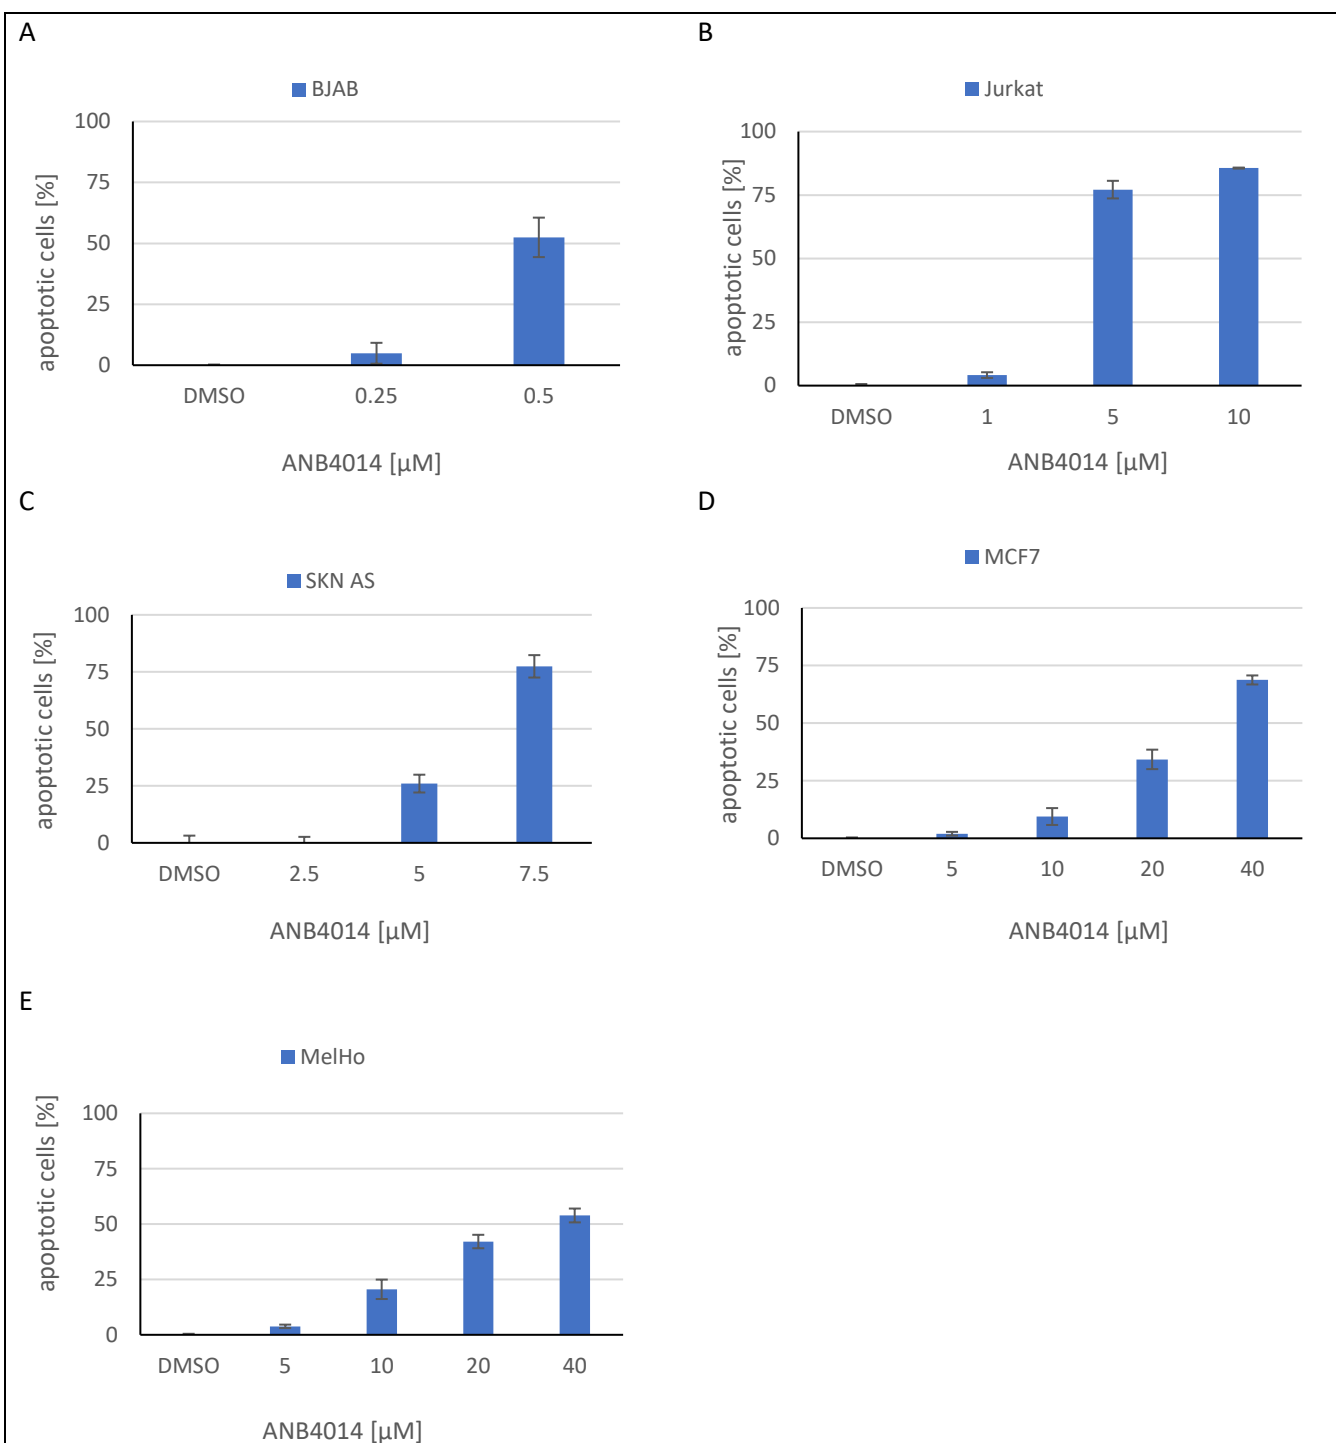 A
BJAB
apoptotic cells [%]
100
75
50
25
0
DMSO 0.25 0.5
ANB4014 [µM]
B
Jurkat
apoptotic cells [%]
100
75
50
25
0
DMSO 1 5 10
ANB4014 [µM]
C
SKN AS
apoptotic cells [%]
100
75
50
25
0
DMSO 2.5 5 7.5
ANB4014 [µM]
D
MCF7
apoptotic cells [%]
100
75
50
25
0
DMSO 5 10 20 40
ANB4014 [µM]
E
MelHo
apoptotic cells [%]
100
75
50
25
0
DMSO 5 10 20 40
ANB4014 [µM]